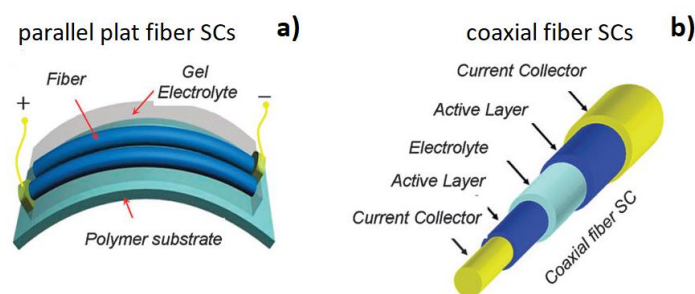 parallel plat fiber SCs
a)
Fiber
Gel
Electrolyte
+
−
Polymer substrate
coaxial fiber SCs
b)
Current Collector
Active Layer
Electrolyte
Active Layer
Current Collector
Coaxial fiber SC